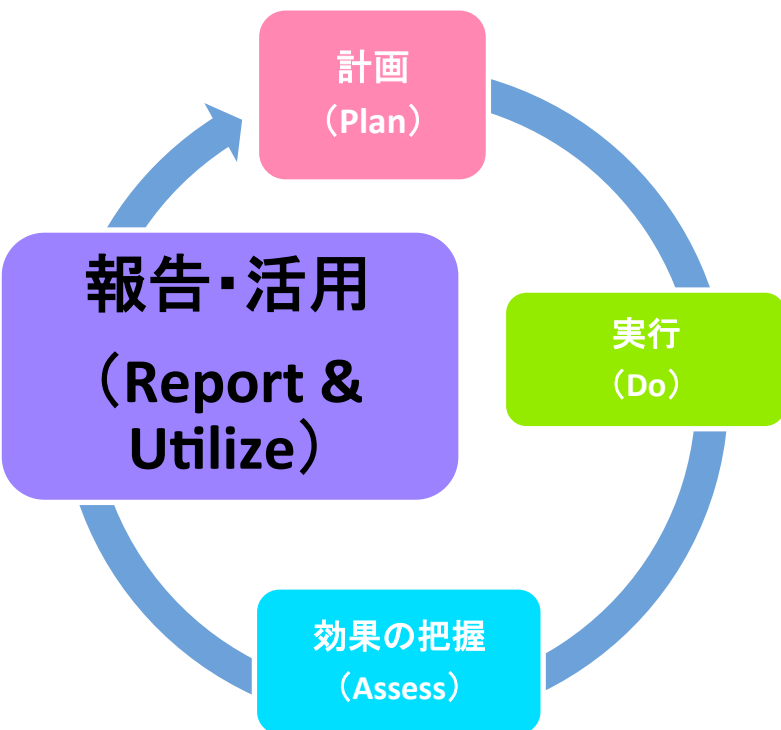 計画
（Plan）
実行
（Do）
効果の把握
（Assess）
報告・活用
（Report &
Utilize）